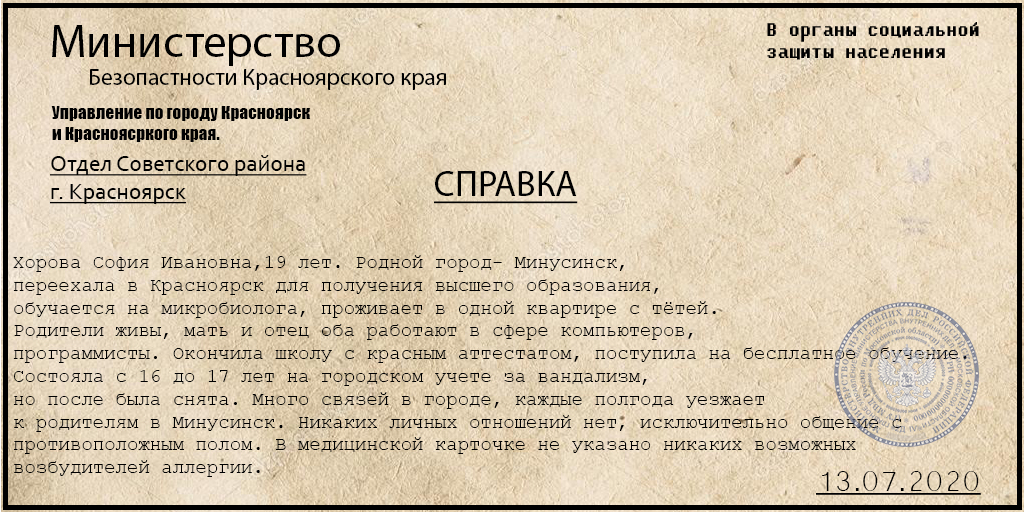 Министерство
Безопастности Красноярского края
Управление по городу Красноярск
и Красноясркого края.
Отдел Советского района
г. Красноярск
В органы социальной
защиты населения
СПРАВКА
Хорова София Ивановна,19 лет. Родной город- Минусинск,
переехала в Красноярск для получения высшего образования,
обучается на микробиолога, проживает в одной квартире с тётей.
Родители живы, мать и отец оба работают в сфере компьютеров,
программисты. Окончила школу с красным аттестатом, поступила на бесплатное обучение.
Состояла с 16 до 17 лет на городском учете за вандализм,
но после была снята. Много связей в городе, каждые полгода уезжает
к родителям в Минусинск. Никаких личных отношений нет, исключительно общение с
противоположным полом. В медицинской карточке не указано никаких возможных
возбудителей аллергии.
13.07.2020